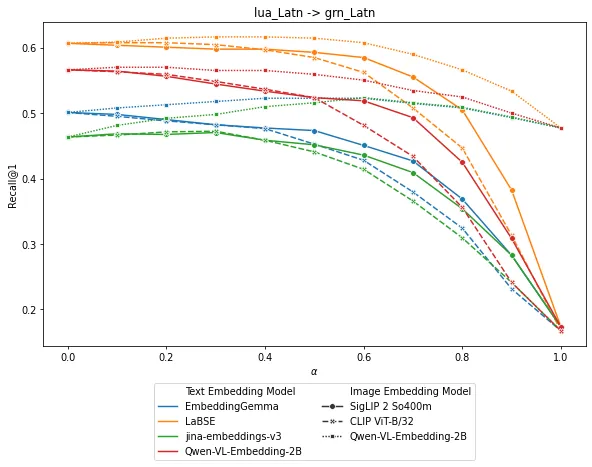 lua_Latn -> grn_Latn
Recall@1
0.6
0.5
0.4
0.3
0.2
0.0 0.2 0.4 0.6 0.8 1.0
α
Text Embedding Model
EmbeddingGemma
LaBSE
jina-embeddings-v3
Qwen-VL-Embedding-2B
Image Embedding Model
SigLIP 2 So400m
CLIP ViT-B/32
Qwen-VL-Embedding-2B